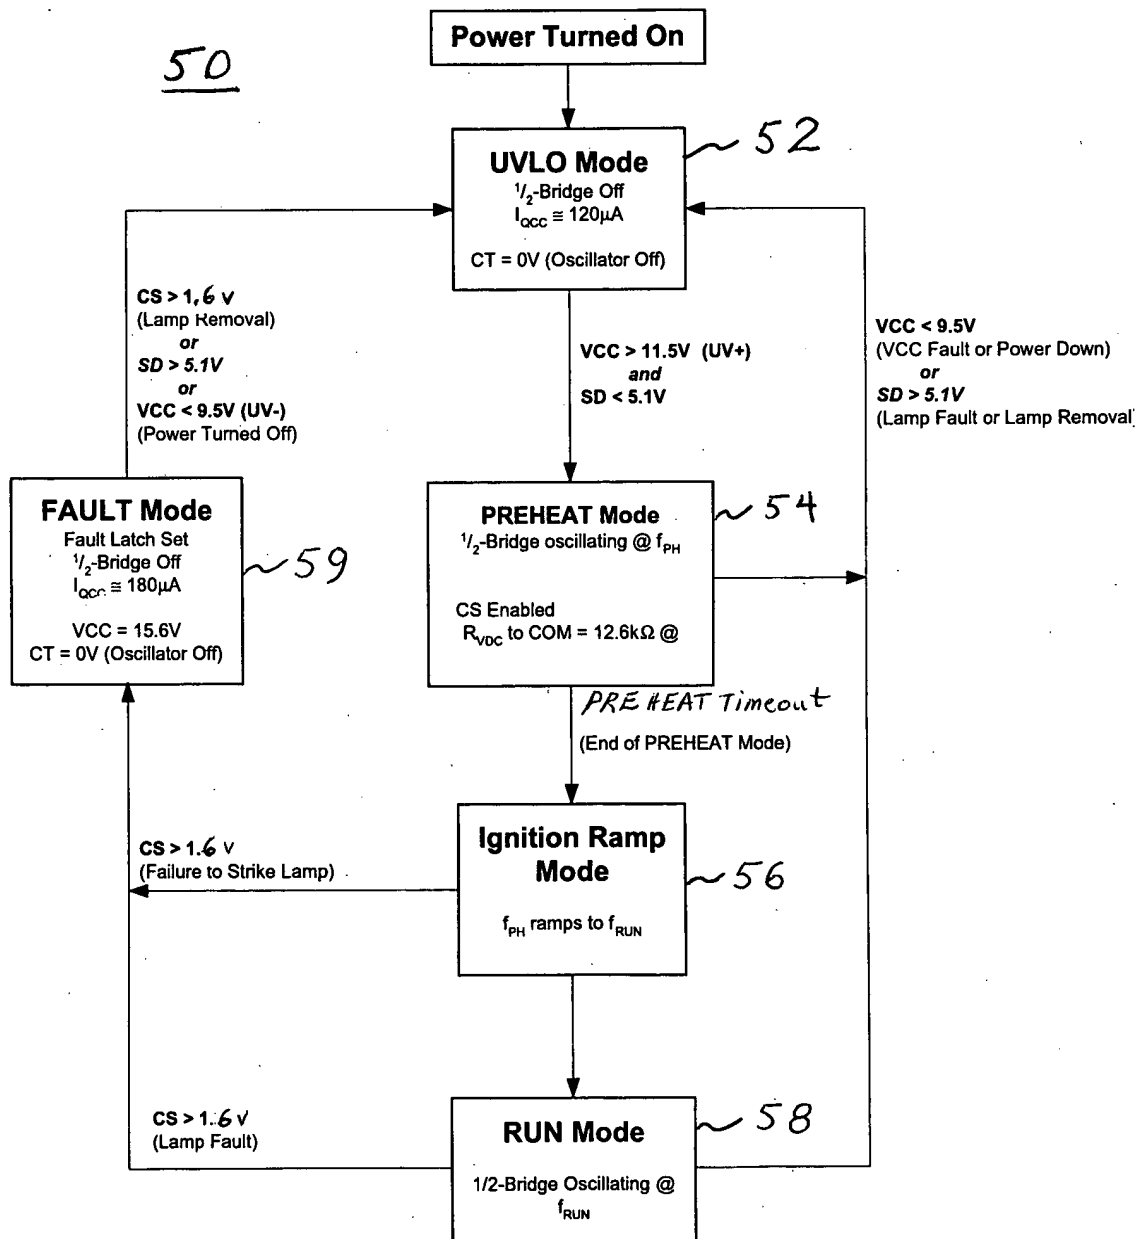 Power Turned On
50
52
UVLO Mode
1/2-Bridge Off
IQCC ≅ 120μA
CT = 0V (Oscillator Off)
CS > 1,6 v
(Lamp Removal)
or
SD > 5.1V
or
VCC < 9.5V (UV-)
(Power Turned Off)
VCC > 11.5V (UV+)
and
SD < 5.1V
VCC < 9.5V
(VCC Fault or Power Down)
or
SD > 5.1V
(Lamp Fault or Lamp Removal)
FAULT Mode
Fault Latch Set
1/2-Bridge Off
IQCC ≅ 180μA
VCC = 15.6V
CT = 0V (Oscillator Off)
59
PREHEAT Mode
1/2-Bridge oscillating @ fPH
CS Enabled
RVDC to COM = 12.6kΩ @
54
PREHEAT Timeout
(End of PREHEAT Mode)
Ignition Ramp
Mode
fPH ramps to fRUN
56
CS > 1.6 v
(Failure to Strike Lamp)
CS > 1.6 v
(Lamp Fault)
RUN Mode
1/2-Bridge Oscillating @
fRUN
58